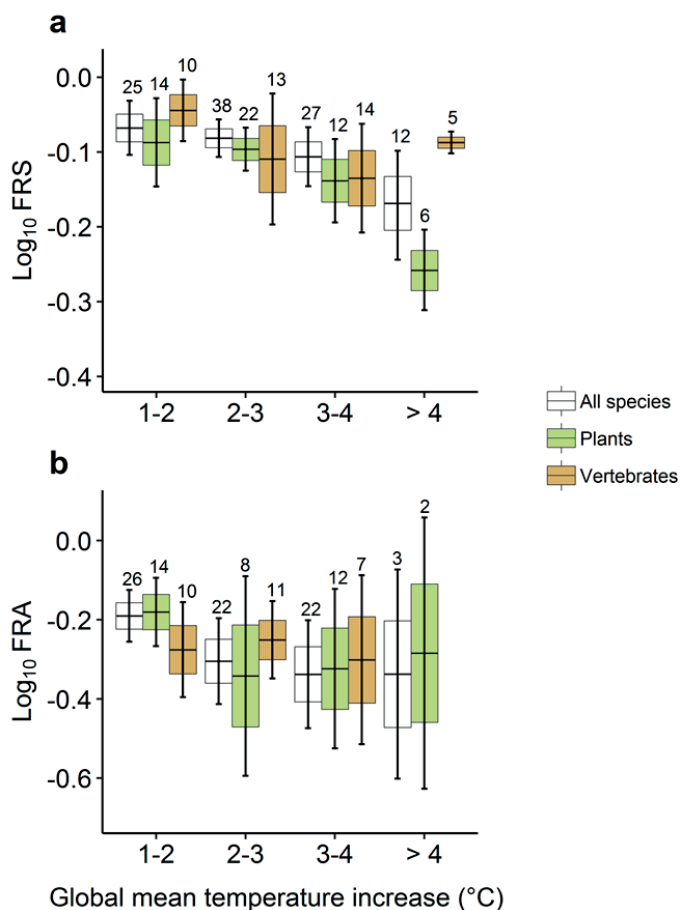 a
0.0
-0.1
-0.2
-0.3
-0.4
Log₁₀ FRS
25 14 10
38 22 13
27 12 14
12 6 5
1-2 2-3 3-4 > 4
All species
Plants
Vertebrates
b
0.0
-0.2
-0.4
-0.6
Log₁₀ FRA
26 14 10
22 8 11
22 12 7
3 2
1-2 2-3 3-4 > 4
Global mean temperature increase (°C)